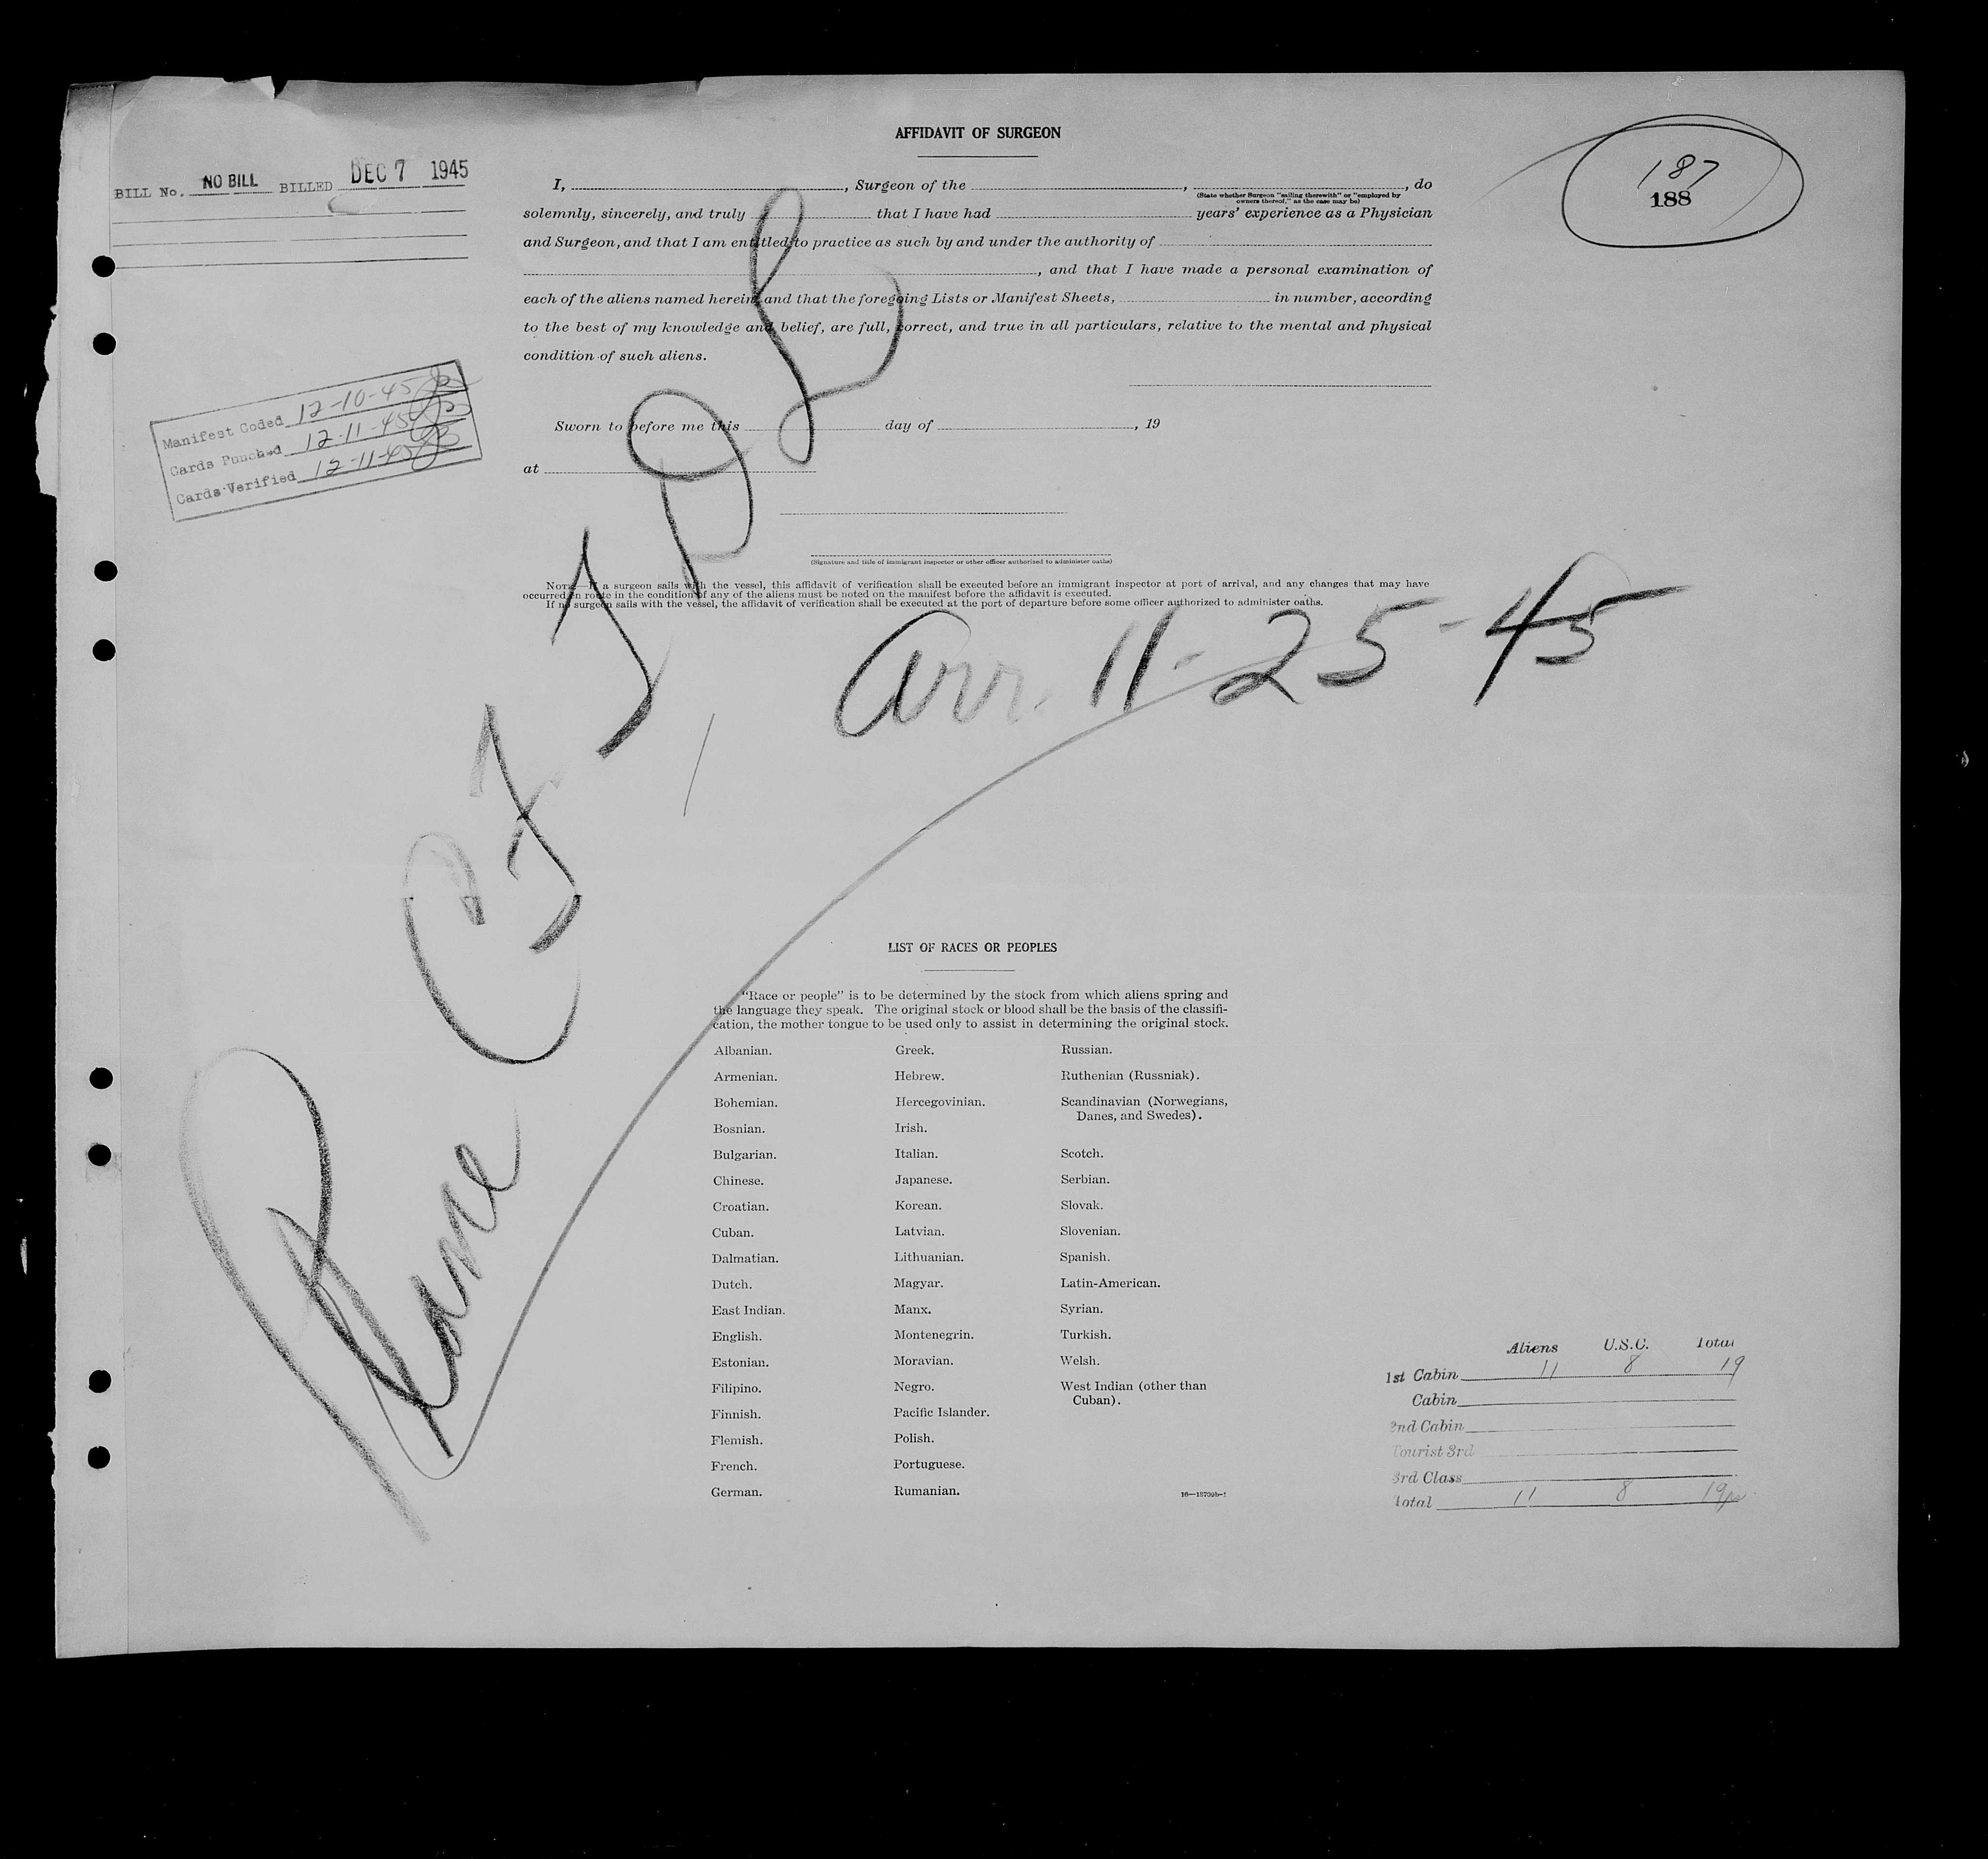 AFFIDAVIT OF SURGEON
BILL No. NO BILL BILLED DEC 7 1945
187
188
I, , Surgeon of the , , do
(State whether Surgeon "sailing therewith" or "employed by
owners thereof," as the case may be)
solemnly, sincerely, and truly that I have had years' experience as a Physician
and Surgeon, and that I am entitled to practice as such by and under the authority of
, and that I have made a personal examination of
each of the aliens named herein and that the foregoing Lists or Manifest Sheets, in number, according
to the best of my knowledge and belief, are full, correct, and true in all particulars, relative to the mental and physical
condition of such aliens.
Manifest Coded 12-10-45
Cards Punched 12-11-45
Cards Verified 12-11-45
Sworn to before me this day of , 19
at
(Signature and title of immigrant inspector or other officer authorized to administer oaths)
NOTE.—If a surgeon sails with the vessel, this affidavit of verification shall be executed before an immigrant inspector at port of arrival, and any changes that may have
occurred en route in the condition of any of the aliens must be noted on the manifest before the affidavit is executed.
If no surgeon sails with the vessel, the affidavit of verification shall be executed at the port of departure before some officer authorized to administer oaths.
Plane
arr. 11-25-45
LIST OF RACES OR PEOPLES
"Race or people" is to be determined by the stock from which aliens spring and
the language they speak. The original stock or blood shall be the basis of the classifi-
cation, the mother tongue to be used only to assist in determining the original stock.
Albanian.
Armenian.
Bohemian.
Bosnian.
Bulgarian.
Chinese.
Croatian.
Cuban.
Dalmatian.
Dutch.
East Indian.
English.
Estonian.
Filipino.
Finnish.
Flemish.
French.
German.
Greek.
Hebrew.
Hercegovinian.
Irish.
Italian.
Japanese.
Korean.
Latvian.
Lithuanian.
Magyar.
Manx.
Montenegrin.
Moravian.
Negro.
Pacific Islander.
Polish.
Portuguese.
Rumanian.
Russian.
Ruthenian (Russniak).
Scandinavian (Norwegians,
Danes, and Swedes).
Scotch.
Serbian.
Slovak.
Slovenian.
Spanish.
Latin-American.
Syrian.
Turkish.
Welsh.
West Indian (other than
Cuban).
16—18709b-1
Aliens U.S.C. Total
1st Cabin 11 8 19
Cabin
2nd Cabin
Tourist 3rd
3rd Class
Total 11 8 19